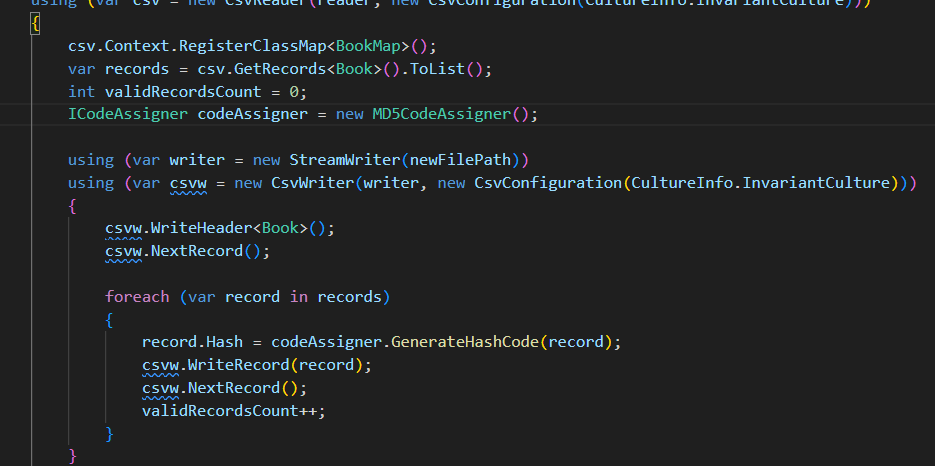 using (var csv = new CsvReader(reader, new CsvConfiguration(CultureInfo.InvariantCulture)))
{
csv.Context.RegisterClassMap<BookMap>();
var records = csv.GetRecords<Book>().ToList();
int validRecordsCount = 0;
ICodeAssigner codeAssigner = new MD5CodeAssigner();
using (var writer = new StreamWriter(newFilePath))
using (var csvw = new CsvWriter(writer, new CsvConfiguration(CultureInfo.InvariantCulture)))
{
csvw.WriteHeader<Book>();
csvw.NextRecord();
foreach (var record in records)
{
record.Hash = codeAssigner.GenerateHashCode(record);
csvw.WriteRecord(record);
csvw.NextRecord();
validRecordsCount++;
}
}